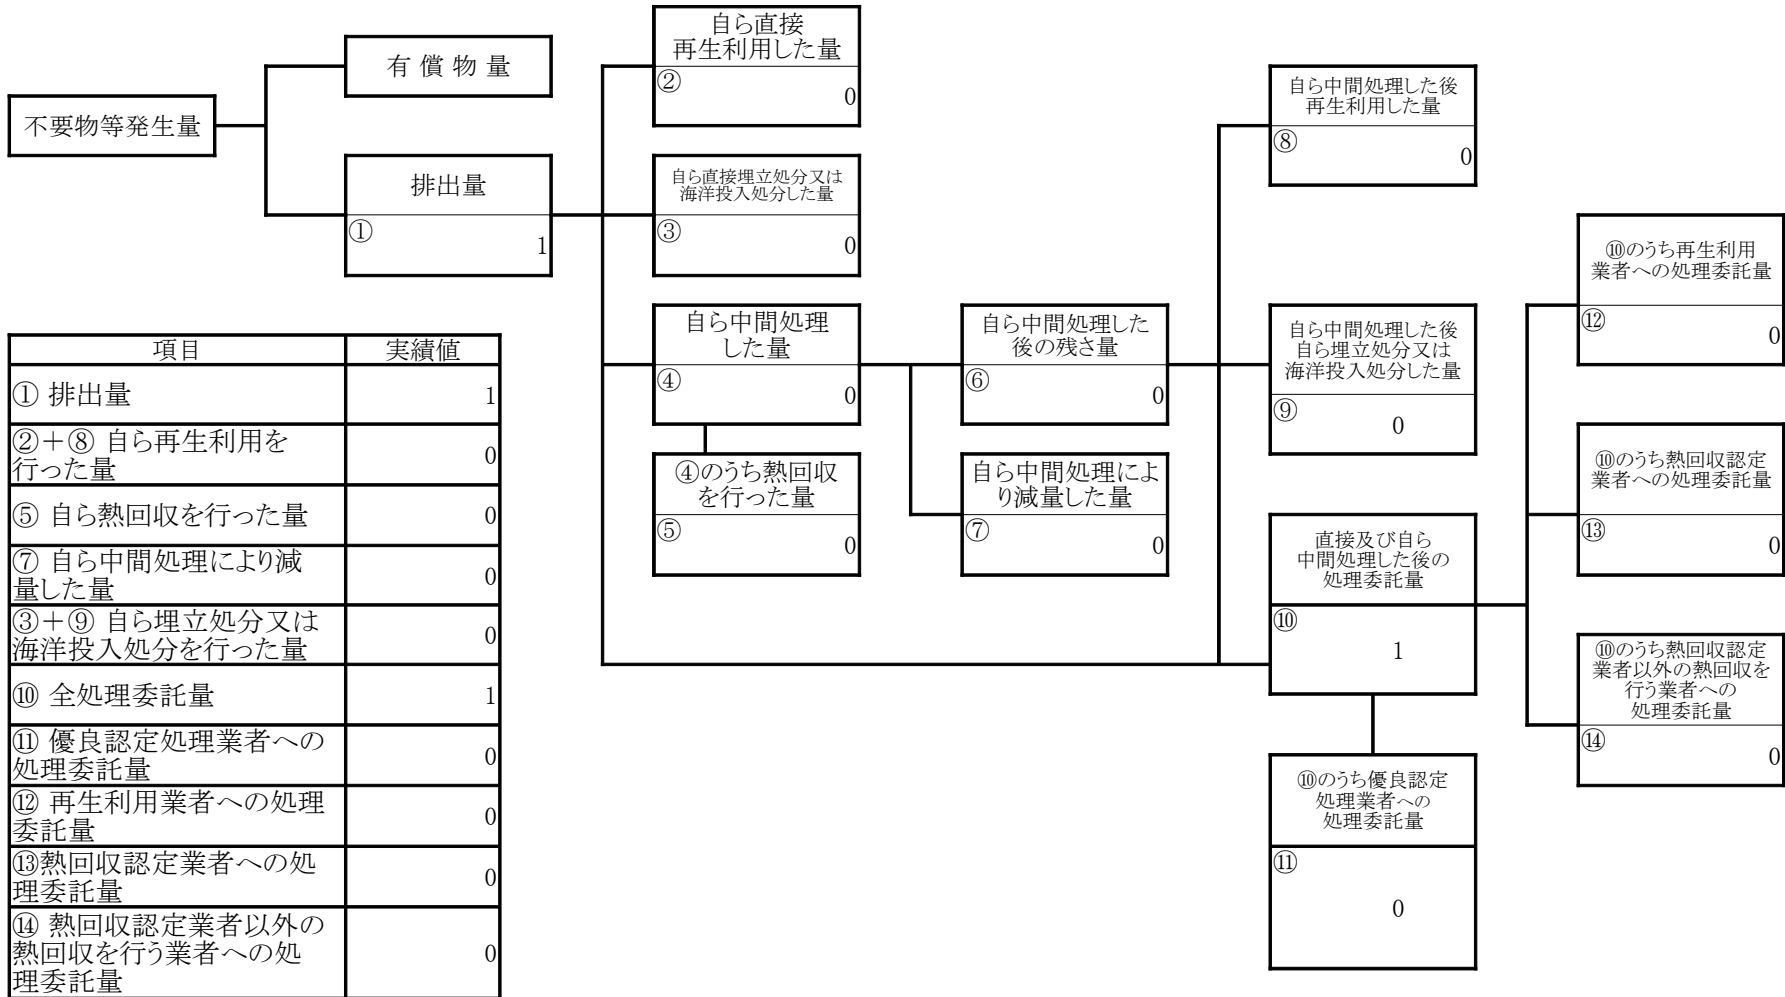 不要物等発生量
有 償 物 量
排出量
①
1
自ら直接
再生利用した量
②
0
自ら直接埋立処分又は
海洋投入処分した量
③
0
自ら中間処理
した量
④
0
④のうち熱回収
を行った量
⑤
0
自ら中間処理した
後の残さ量
⑥
0
自ら中間処理によ
り減量した量
⑦
0
自ら中間処理した後
再生利用した量
⑧
0
自ら中間処理した後
自ら埋立処分又は
海洋投入処分した量
⑨
0
直接及び自ら
中間処理した後の
処理委託量
⑩
1
⑩のうち優良認定
処理業者への
処理委託量
⑪
0
⑩のうち再生利用
業者への処理委託量
⑫
0
⑩のうち熱回収認定
業者への処理委託量
⑬
0
⑩のうち熱回収認定
業者以外の熱回収を
行う業者への
処理委託量
⑭
0
項目 実績値
① 排出量 1
②＋⑧ 自ら再生利用を
行った量 0
⑤ 自ら熱回収を行った量 0
⑦ 自ら中間処理により減
量した量 0
③＋⑨ 自ら埋立処分又は
海洋投入処分を行った量 0
⑩ 全処理委託量 1
⑪ 優良認定処理業者への
処理委託量 0
⑫ 再生利用業者への処理
委託量 0
⑬熱回収認定業者への処
理委託量 0
⑭ 熱回収認定業者以外の
熱回収を行う業者への処
理委託量 0